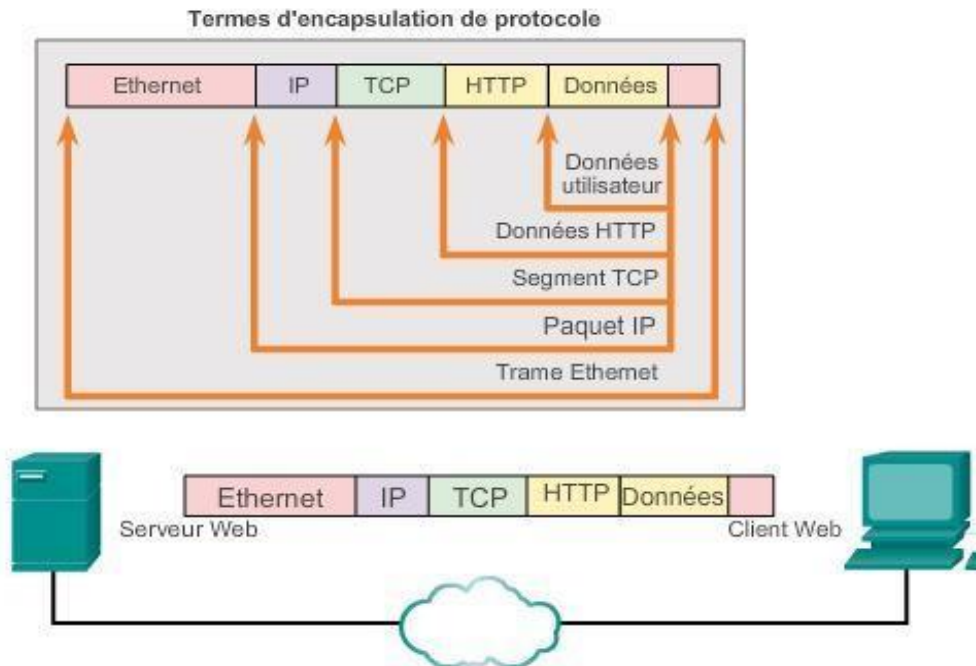 Termes d'encapsulation de protocole
Ethernet IP TCP HTTP Données
Données
utilisateur
Données HTTP
Segment TCP
Paquet IP
Trame Ethernet
Ethernet IP TCP HTTP Données
Serveur Web Client Web